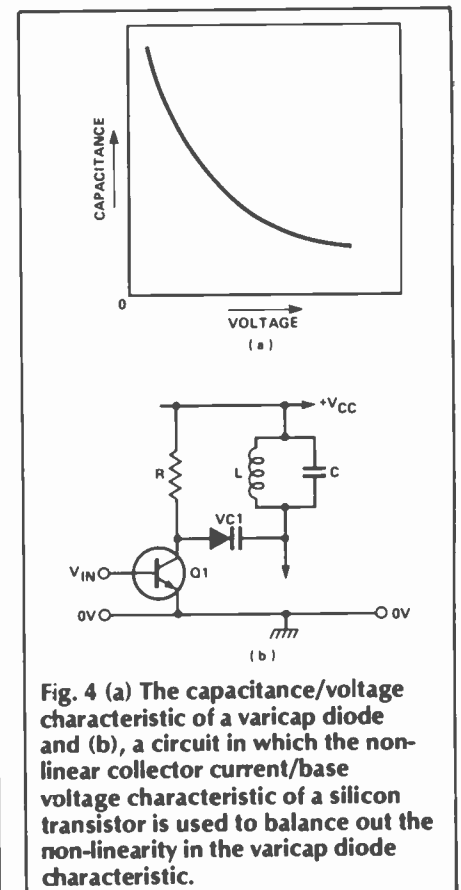 CAPACITANCE
0
VOLTAGE
(a)
+VCC
R
L
C
VC1
VIN
Q1
0V
0V
(b)
Fig. 4 (a) The capacitance/voltage
characteristic of a varicap diode
and (b), a circuit in which the non-
linear collector current/base
voltage characteristic of a silicon
transistor is used to balance out the
non-linearity in the varicap diode
characteristic.